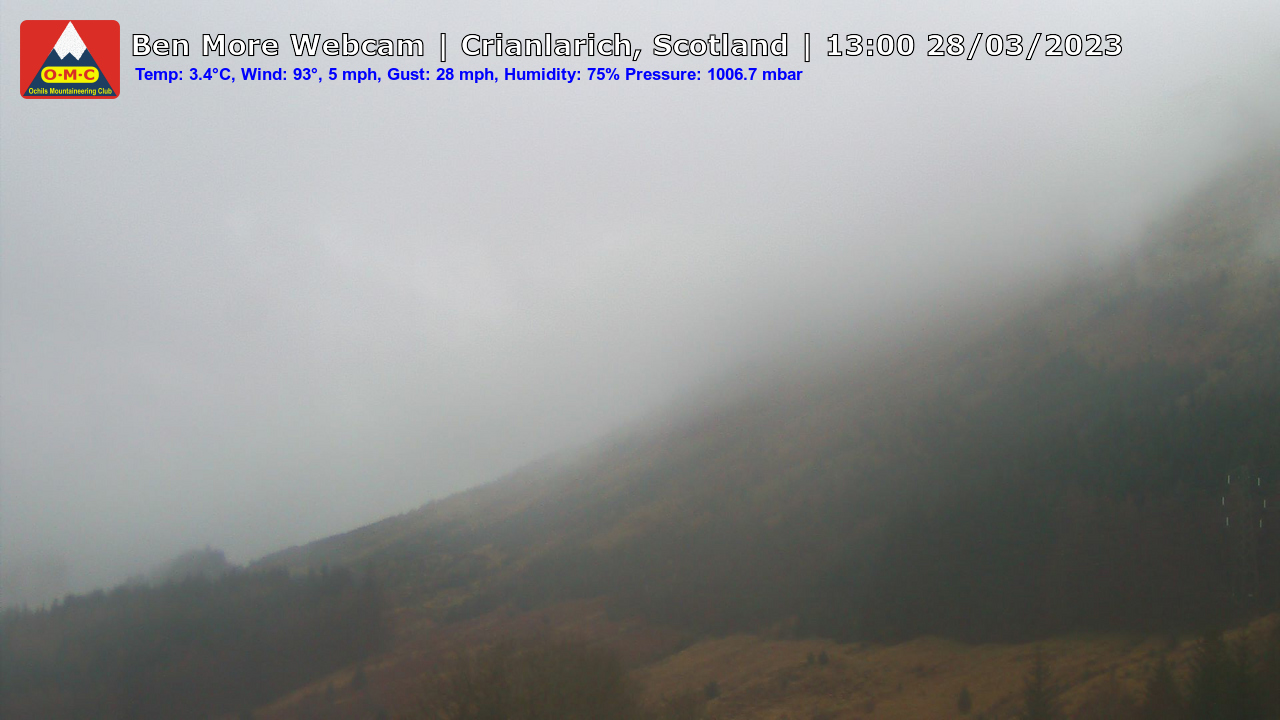 Ben More Webcam | Crianlarich, Scotland | 13:00 28/03/2023
Temp: 3.4°C, Wind: 93°, 5 mph, Gust: 28 mph, Humidity: 75% Pressure: 1006.7 mbar
O-M-C
Ochils Mountaineering Club